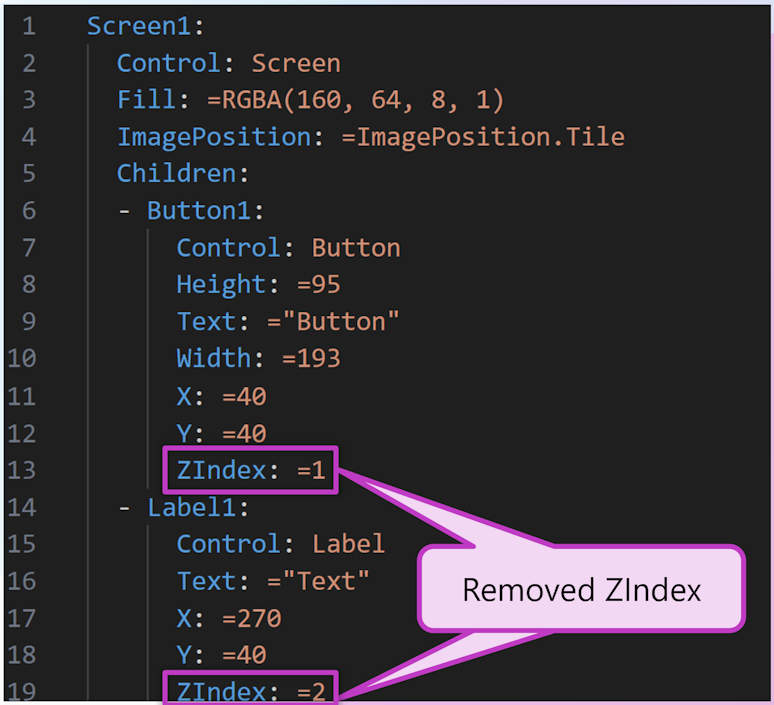 1 Screen1:
2 Control: Screen
3 Fill: =RGBA(160, 64, 8, 1)
4 ImagePosition: =ImagePosition.Tile
5 Children:
6 - Button1:
7 Control: Button
8 Height: =95
9 Text: ="Button"
10 Width: =193
11 X: =40
12 Y: =40
13 ZIndex: =1
14 - Label1:
15 Control: Label
16 Text: ="Text"
17 X: =270
18 Y: =40
19 ZIndex: =2
Removed ZIndex